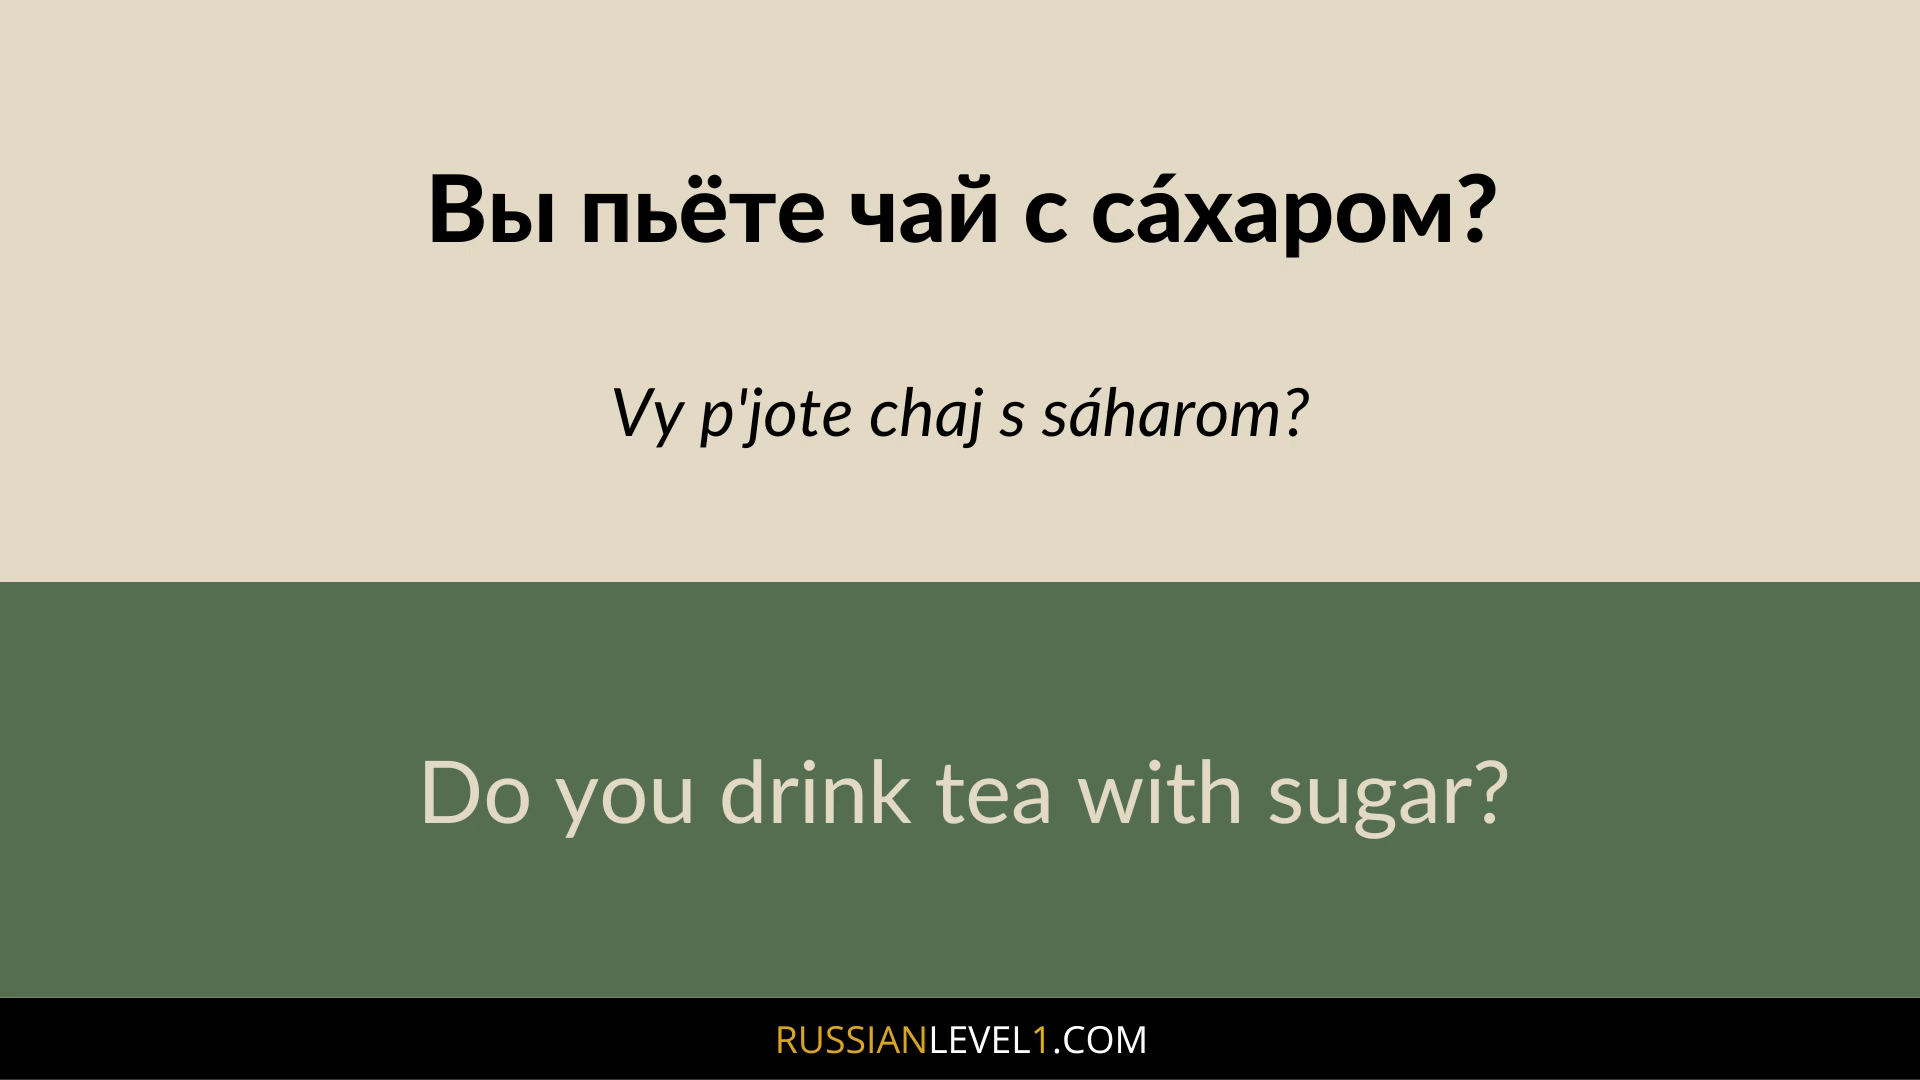 Вы пьёте чай с са́харом?
Vy p'jote chaj s sáharom?
Do you drink tea with sugar?
RUSSIANLEVEL1.COM